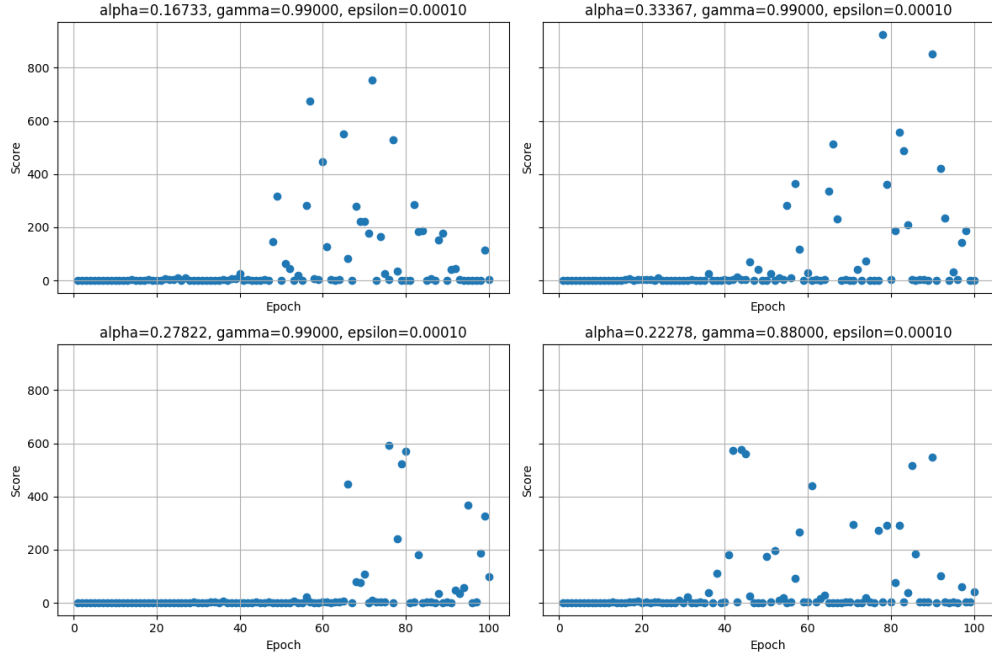 alpha=0.16733, gamma=0.99000, epsilon=0.00010
800
600
400
200
0
Score
Epoch
alpha=0.33367, gamma=0.99000, epsilon=0.00010
Score
Epoch
alpha=0.27822, gamma=0.99000, epsilon=0.00010
800
600
400
200
0
Score
0 20 40 60 80 100
Epoch
alpha=0.22278, gamma=0.88000, epsilon=0.00010
Score
0 20 40 60 80 100
Epoch